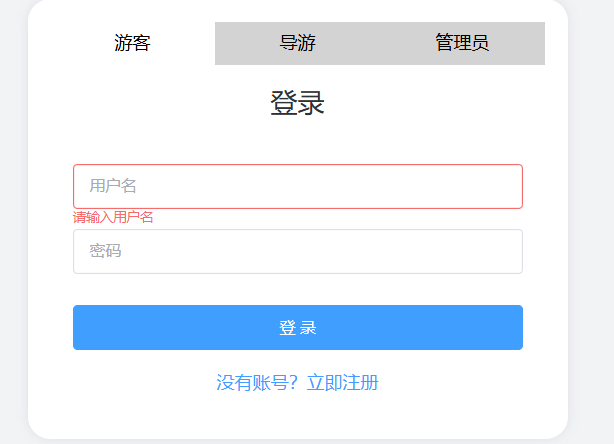 游客 导游 管理员
登录
用户名
请输入用户名
密码
登录
没有账号？立即注册